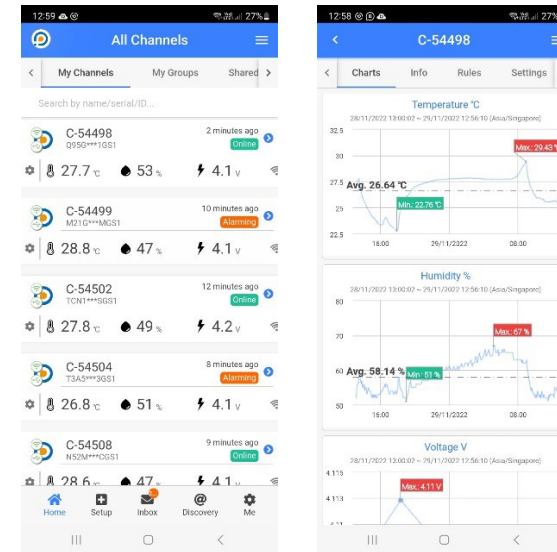 12:59
27%
All Channels
My Channels My Groups Shared
Search by name/serial/ID...
C-54498 2 minutes ago
Q95G***1GS1 Online
27.7 °C 53 % 4.1 V
C-54499 10 minutes ago
M21G***MGS1 Alarming
28.8 °C 47 % 4.1 V
C-54502 12 minutes ago
TCN1***SGS1 Online
27.8 °C 49 % 4.2 V
C-54504 8 minutes ago
T3A5***3GS1 Alarming
26.8 °C 51 % 4.1 V
C-54508 9 minutes ago
N52M***CGS1 Online
28.6 °C 47 4.1
Home Setup Inbox Discovery Me
12:58
27%
C-54498
Charts Info Rules Settings
Temperature °C
28/11/2022 13:00:02 ~ 29/11/2022 12:56:10 (Asia/Singapore)
32.5
Max.: 29.43 °C
30
27.5 Avg. 26.64 °C
Min.: 22.76 °C
25
22.5
18:00 29/11/2022 08:00
Humidity %
28/11/2022 13:00:02 ~ 29/11/2022 12:56:10 (Asia/Singapore)
80
Max.: 67 %
70
60 Avg. 58.14 % Min.: 51 %
50
18:00 29/11/2022 08:00
Voltage V
28/11/2022 13:00:02 ~ 29/11/2022 12:56:10 (Asia/Singapore)
4.115
Max.: 4.11 V
4.113
4.11